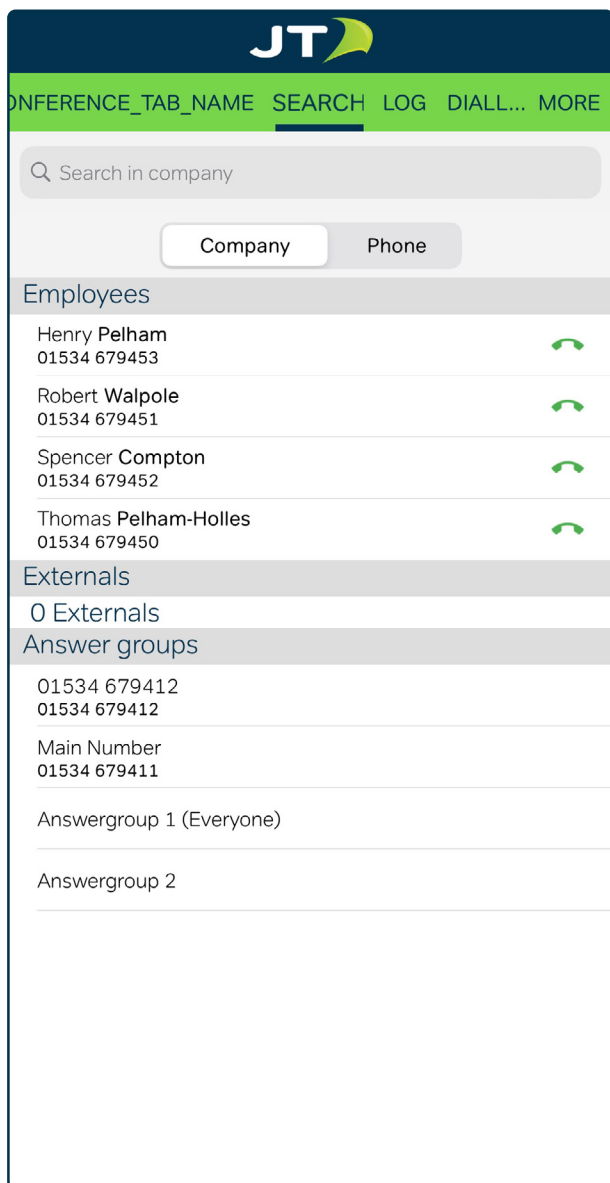 JT
ONFERENCE_TAB_NAME SEARCH LOG DIALL... MORE
Search in company
Company Phone
Employees
Henry Pelham
01534 679453
Robert Walpole
01534 679451
Spencer Compton
01534 679452
Thomas Pelham-Holles
01534 679450
Externals
0 Externals
Answer groups
01534 679412
01534 679412
Main Number
01534 679411
Answergroup 1 (Everyone)
Answergroup 2